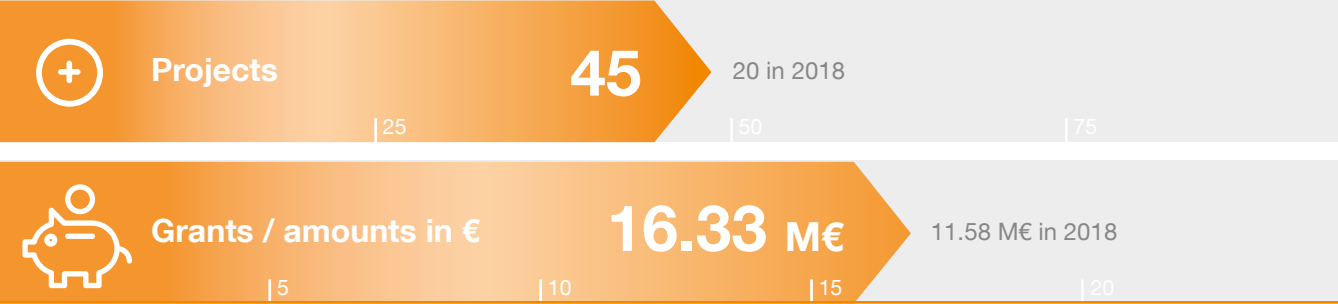 Projects 45 20 in 2018
25 50 75
Grants / amounts in € 16.33 M€ 11.58 M€ in 2018
5 10 15 20